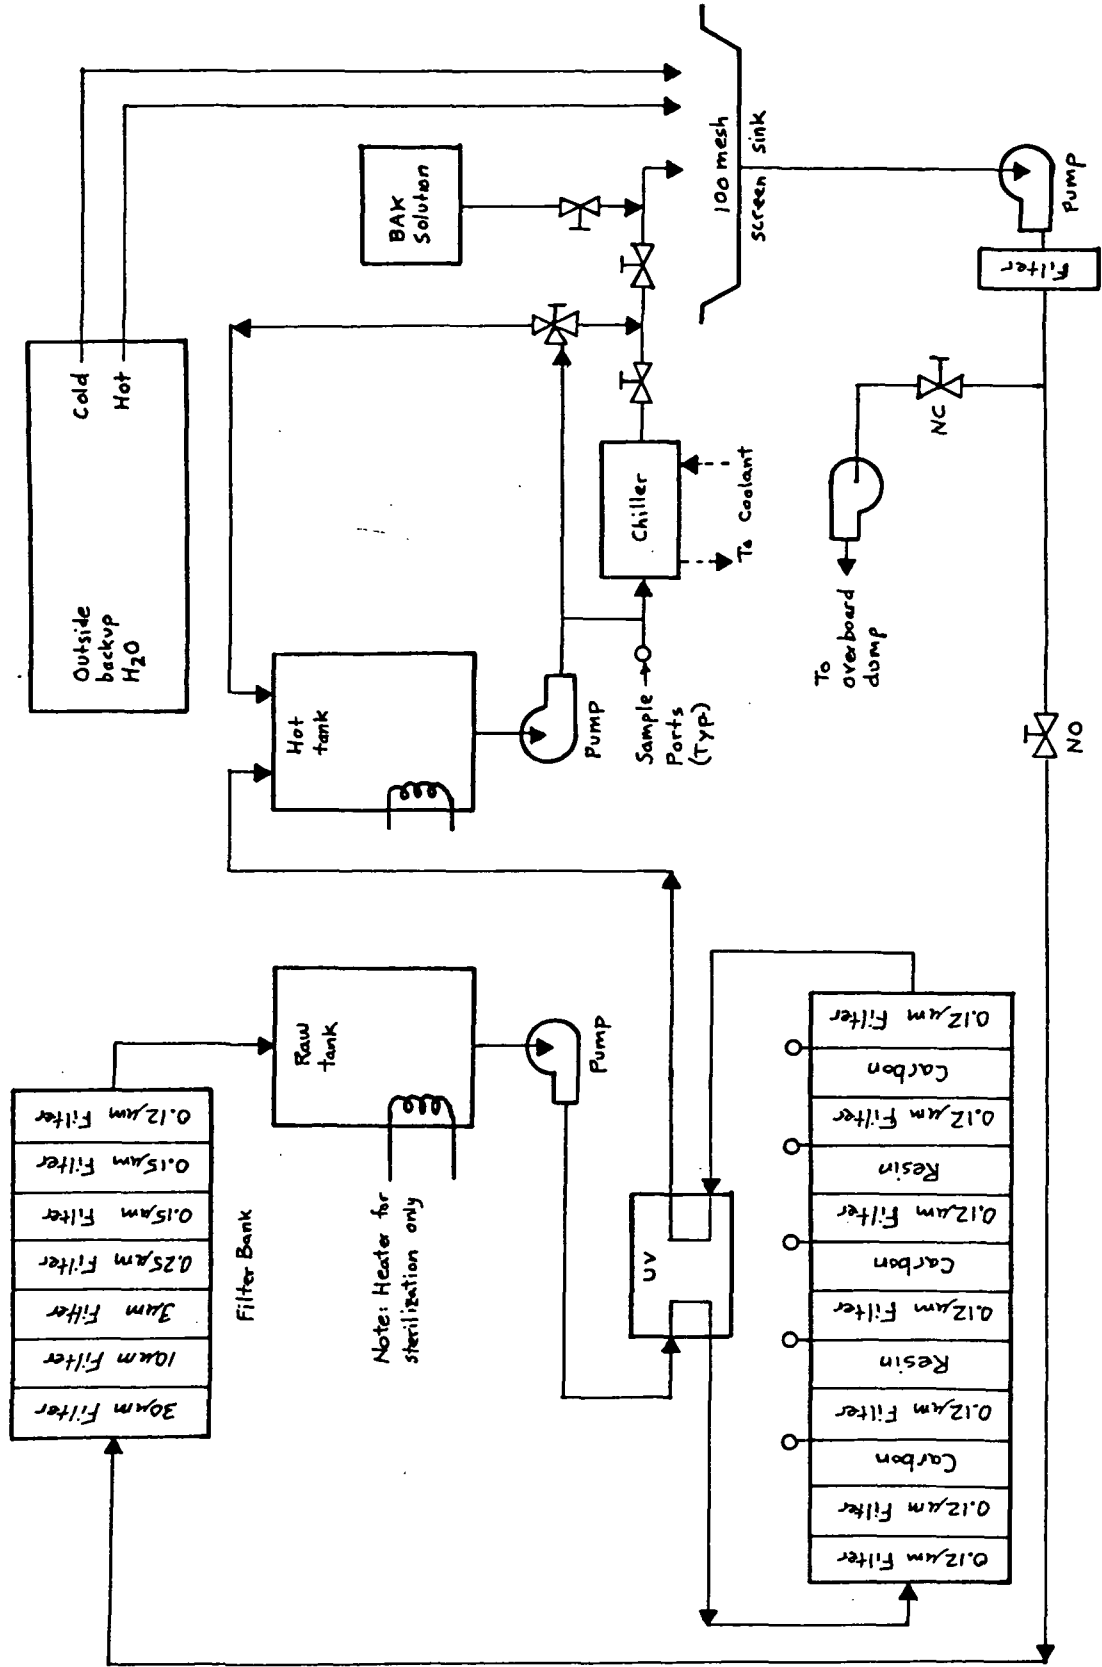 Outside
backup
H2O
Cold
Hot
BAK
Solution
100 mesh
screen sink
Pump
Filter
NC
To
overboard
dump
NO
Chiller
To coolant
Sample
Ports
(Typ)
Hot
tank
Pump
Raw
tank
Pump
Note: Heater for
sterilization only
UV
30µm Filter
10µm Filter
3µm Filter
0.25µm Filter
0.15µm Filter
0.15µm Filter
0.12µm Filter
Filter Bank
0.12µm Filter
0.12µm Filter
Carbon
0.12µm Filter
Resin
0.12µm Filter
Carbon
0.12µm Filter
Resin
0.12µm Filter
Carbon
0.12µm Filter